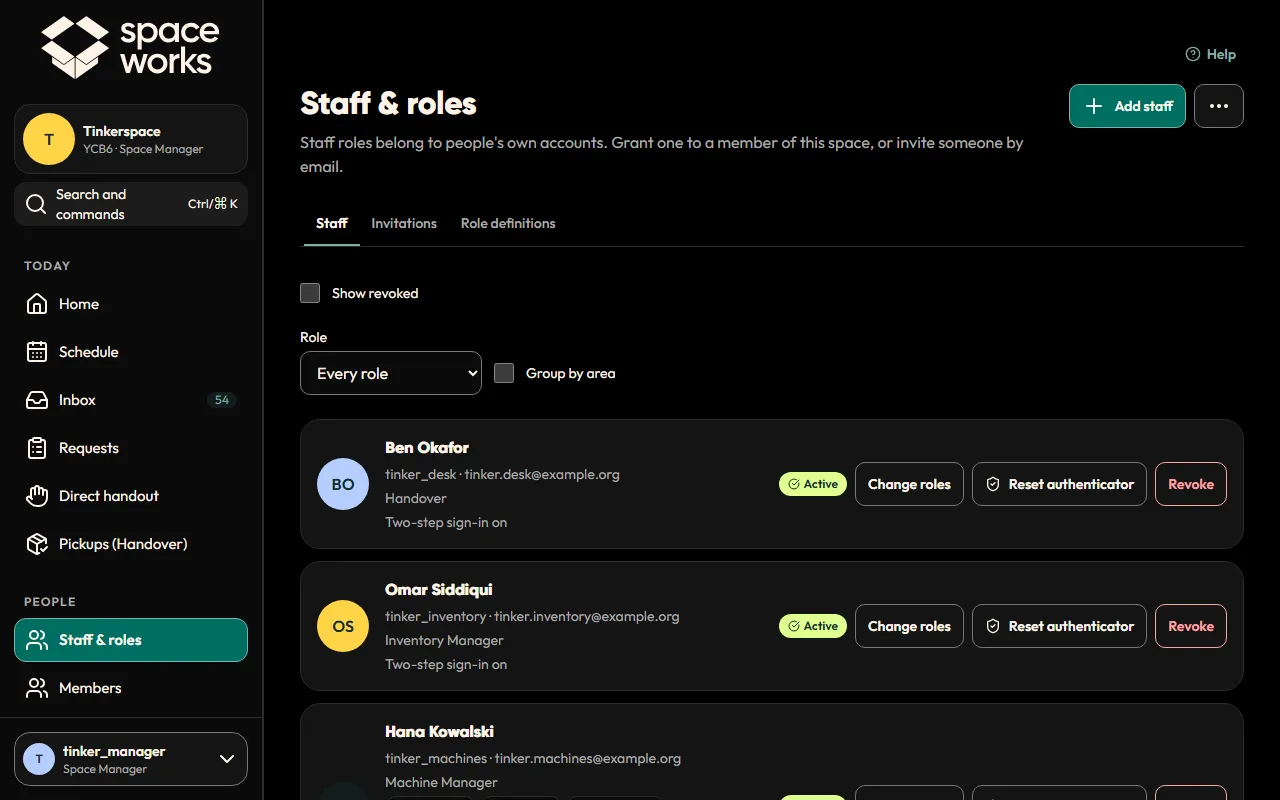 space
works
Help
T
Tinkerspace
YCB6 · Space Manager
Search and
commands
Ctrl/⌘ K
TODAY
Home
Schedule
Inbox
54
Requests
Direct handout
Pickups (Handover)
PEOPLE
Staff & roles
Members
T
tinker_manager
Space Manager
Staff & roles
Add staff
Staff roles belong to people's own accounts. Grant one to a member of this space, or invite someone by
email.
Staff
Invitations
Role definitions
Show revoked
Role
Every role
Group by area
BO
Ben Okafor
tinker_desk · tinker.desk@example.org
Handover
Two-step sign-in on
Active
Change roles
Reset authenticator
Revoke
OS
Omar Siddiqui
tinker_inventory · tinker.inventory@example.org
Inventory Manager
Two-step sign-in on
Active
Change roles
Reset authenticator
Revoke
Hana Kowalski
tinker_machines · tinker.machines@example.org
Machine Manager